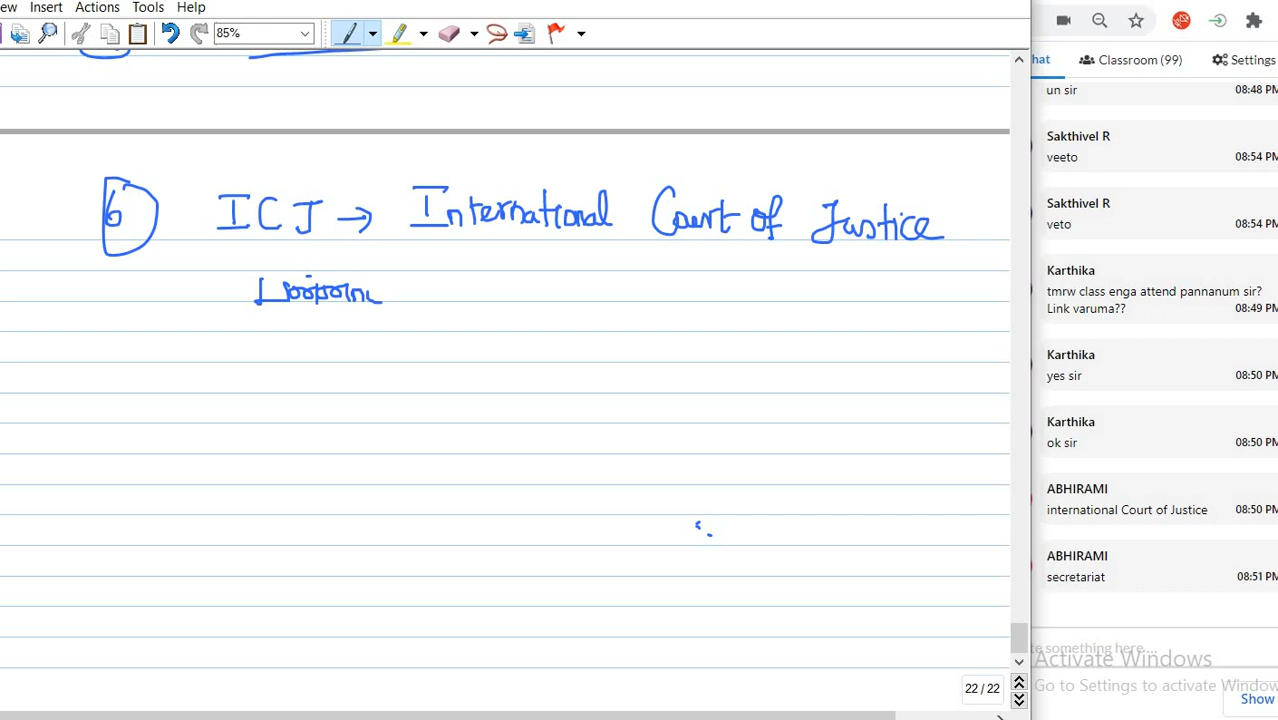 ew Insert Actions Tools Help
85%
6 ICJ → International Court of Justice
22 / 22
hat Classroom (99) Settings
un sir 08:48 PM
Sakthivel R
veeto 08:54 PM
Sakthivel R
veto 08:54 PM
Karthika
tmrw class enga attend pannanum sir?
Link varuma?? 08:49 PM
Karthika
yes sir 08:50 PM
Karthika
ok sir 08:50 PM
ABHIRAMI
international Court of Justice 08:50 PM
ABHIRAMI
secretariat 08:51 PM
te something here....
Activate Windows
Go to Settings to activate Window
Show